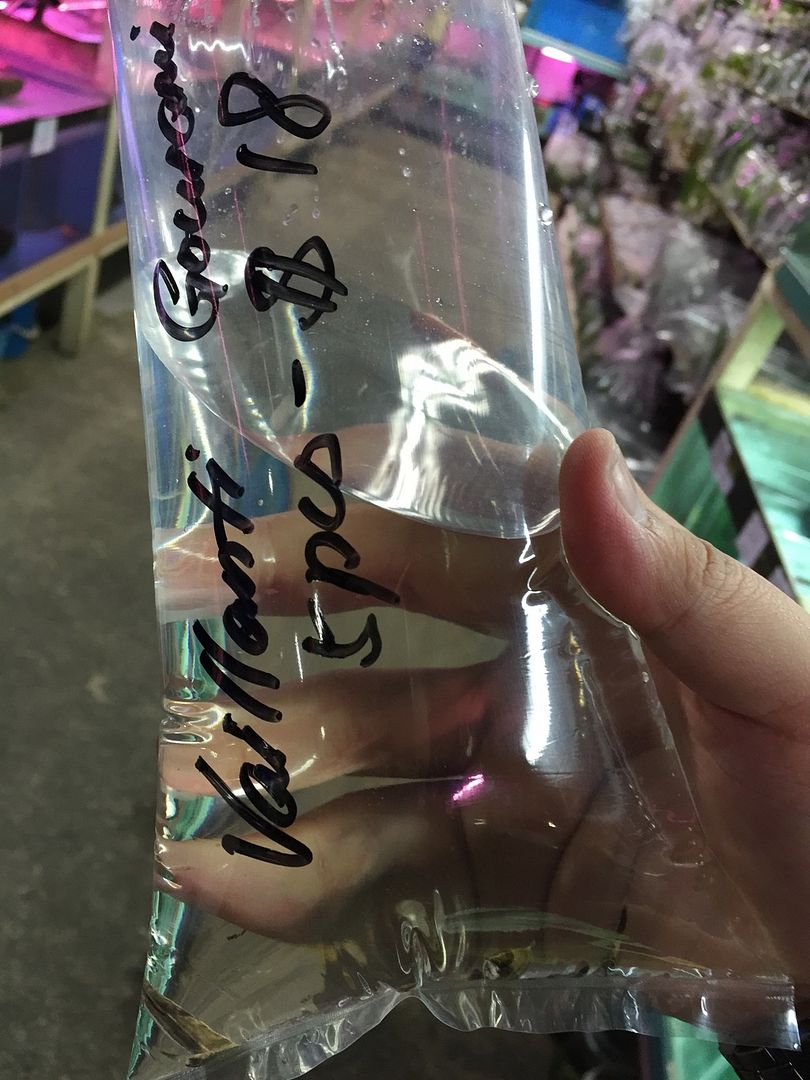 Vaillanti Gourami
5pcs - $ 18